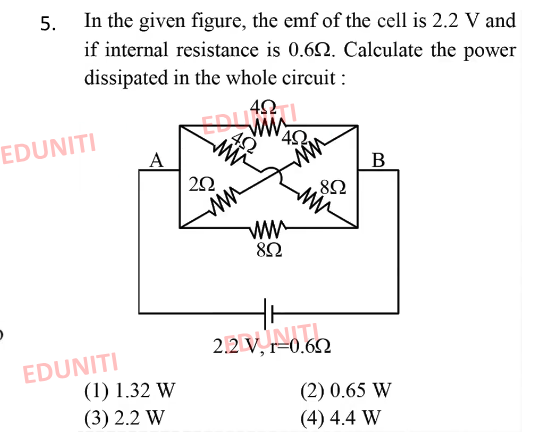 5. In the given figure, the emf of the cell is 2.2 V and
if internal resistance is 0.6Ω. Calculate the power
dissipated in the whole circuit :
4Ω
EDUNITI
4Ω
4Ω
EDUNITI
A
B
2Ω
8Ω
8Ω
EDUNITI
2.2 V, r=0.6Ω
EDUNITI
(1) 1.32 W (2) 0.65 W
(3) 2.2 W (4) 4.4 W